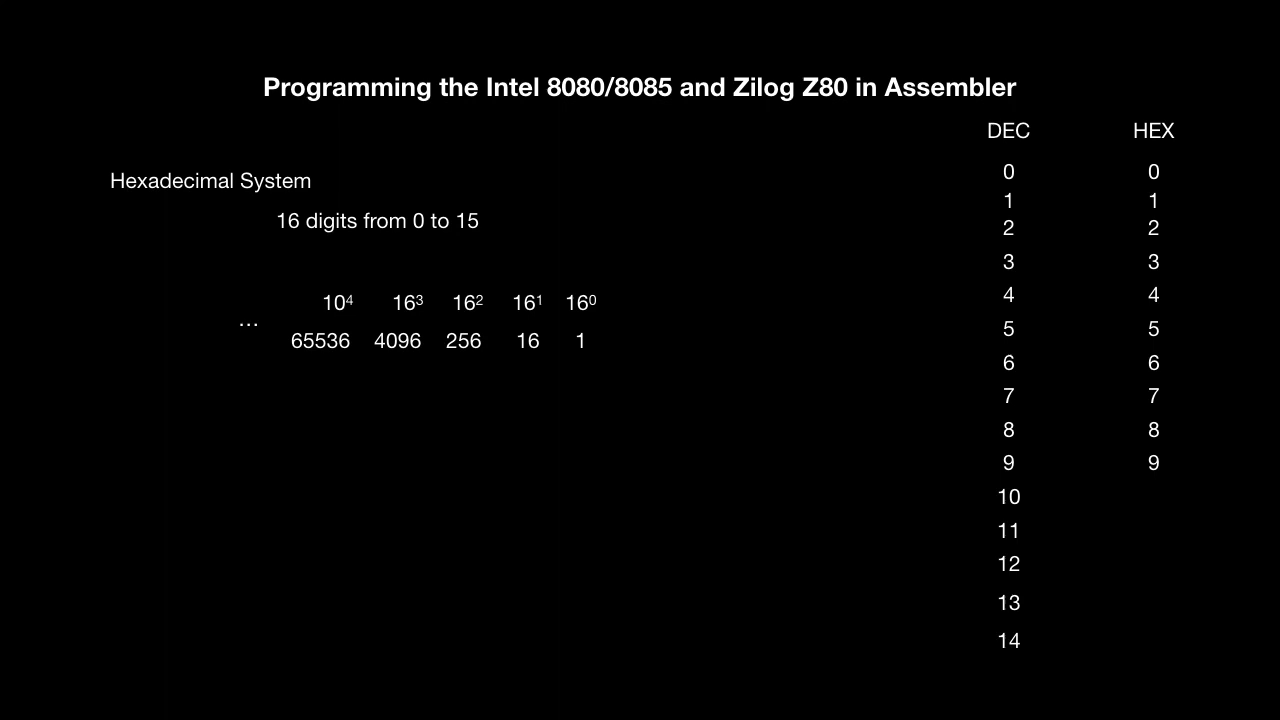 Programming the Intel 8080/8085 and Zilog Z80 in Assembler
DEC HEX
Hexadecimal System
16 digits from 0 to 15
10⁴ 16³ 16² 16¹ 16⁰
...
65536 4096 256 16 1
0 0
1 1
2 2
3 3
4 4
5 5
6 6
7 7
8 8
9 9
10
11
12
13
14